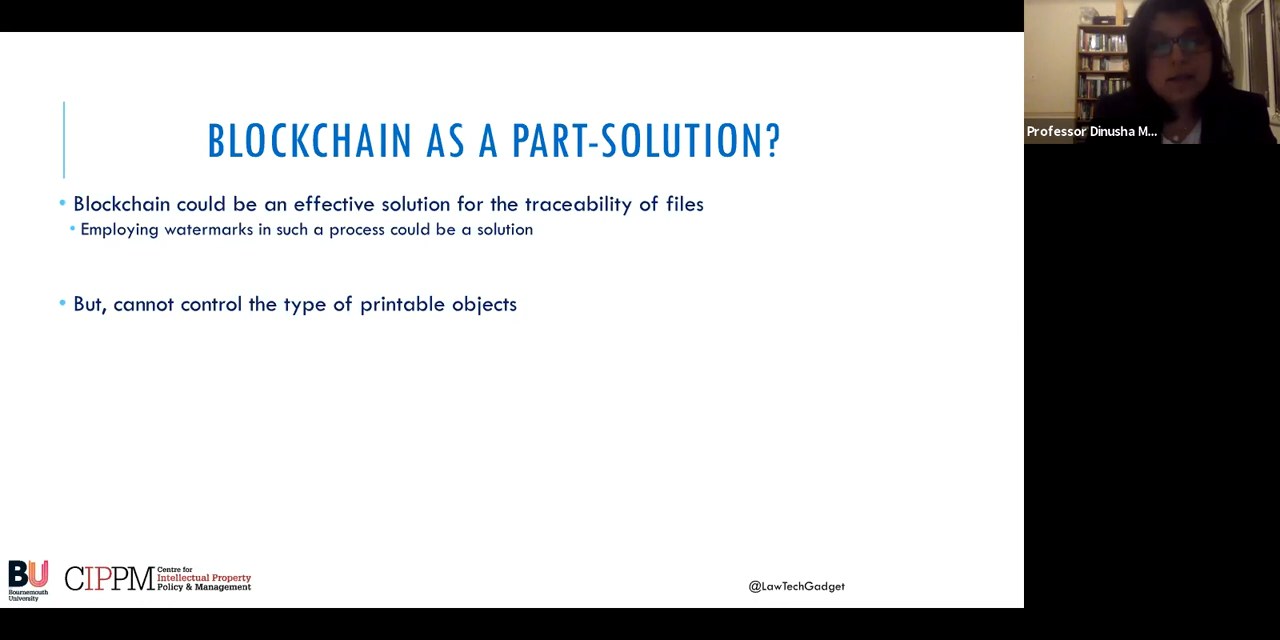 BLOCKCHAIN AS A PART-SOLUTION?
• Blockchain could be an effective solution for the traceability of files
• Employing watermarks in such a process could be a solution
• But, cannot control the type of printable objects
Professor Dinusha M...
BU
Bournemouth
University
CIPPM
Centre for
Intellectual Property
Policy & Management
@LawTechGadget